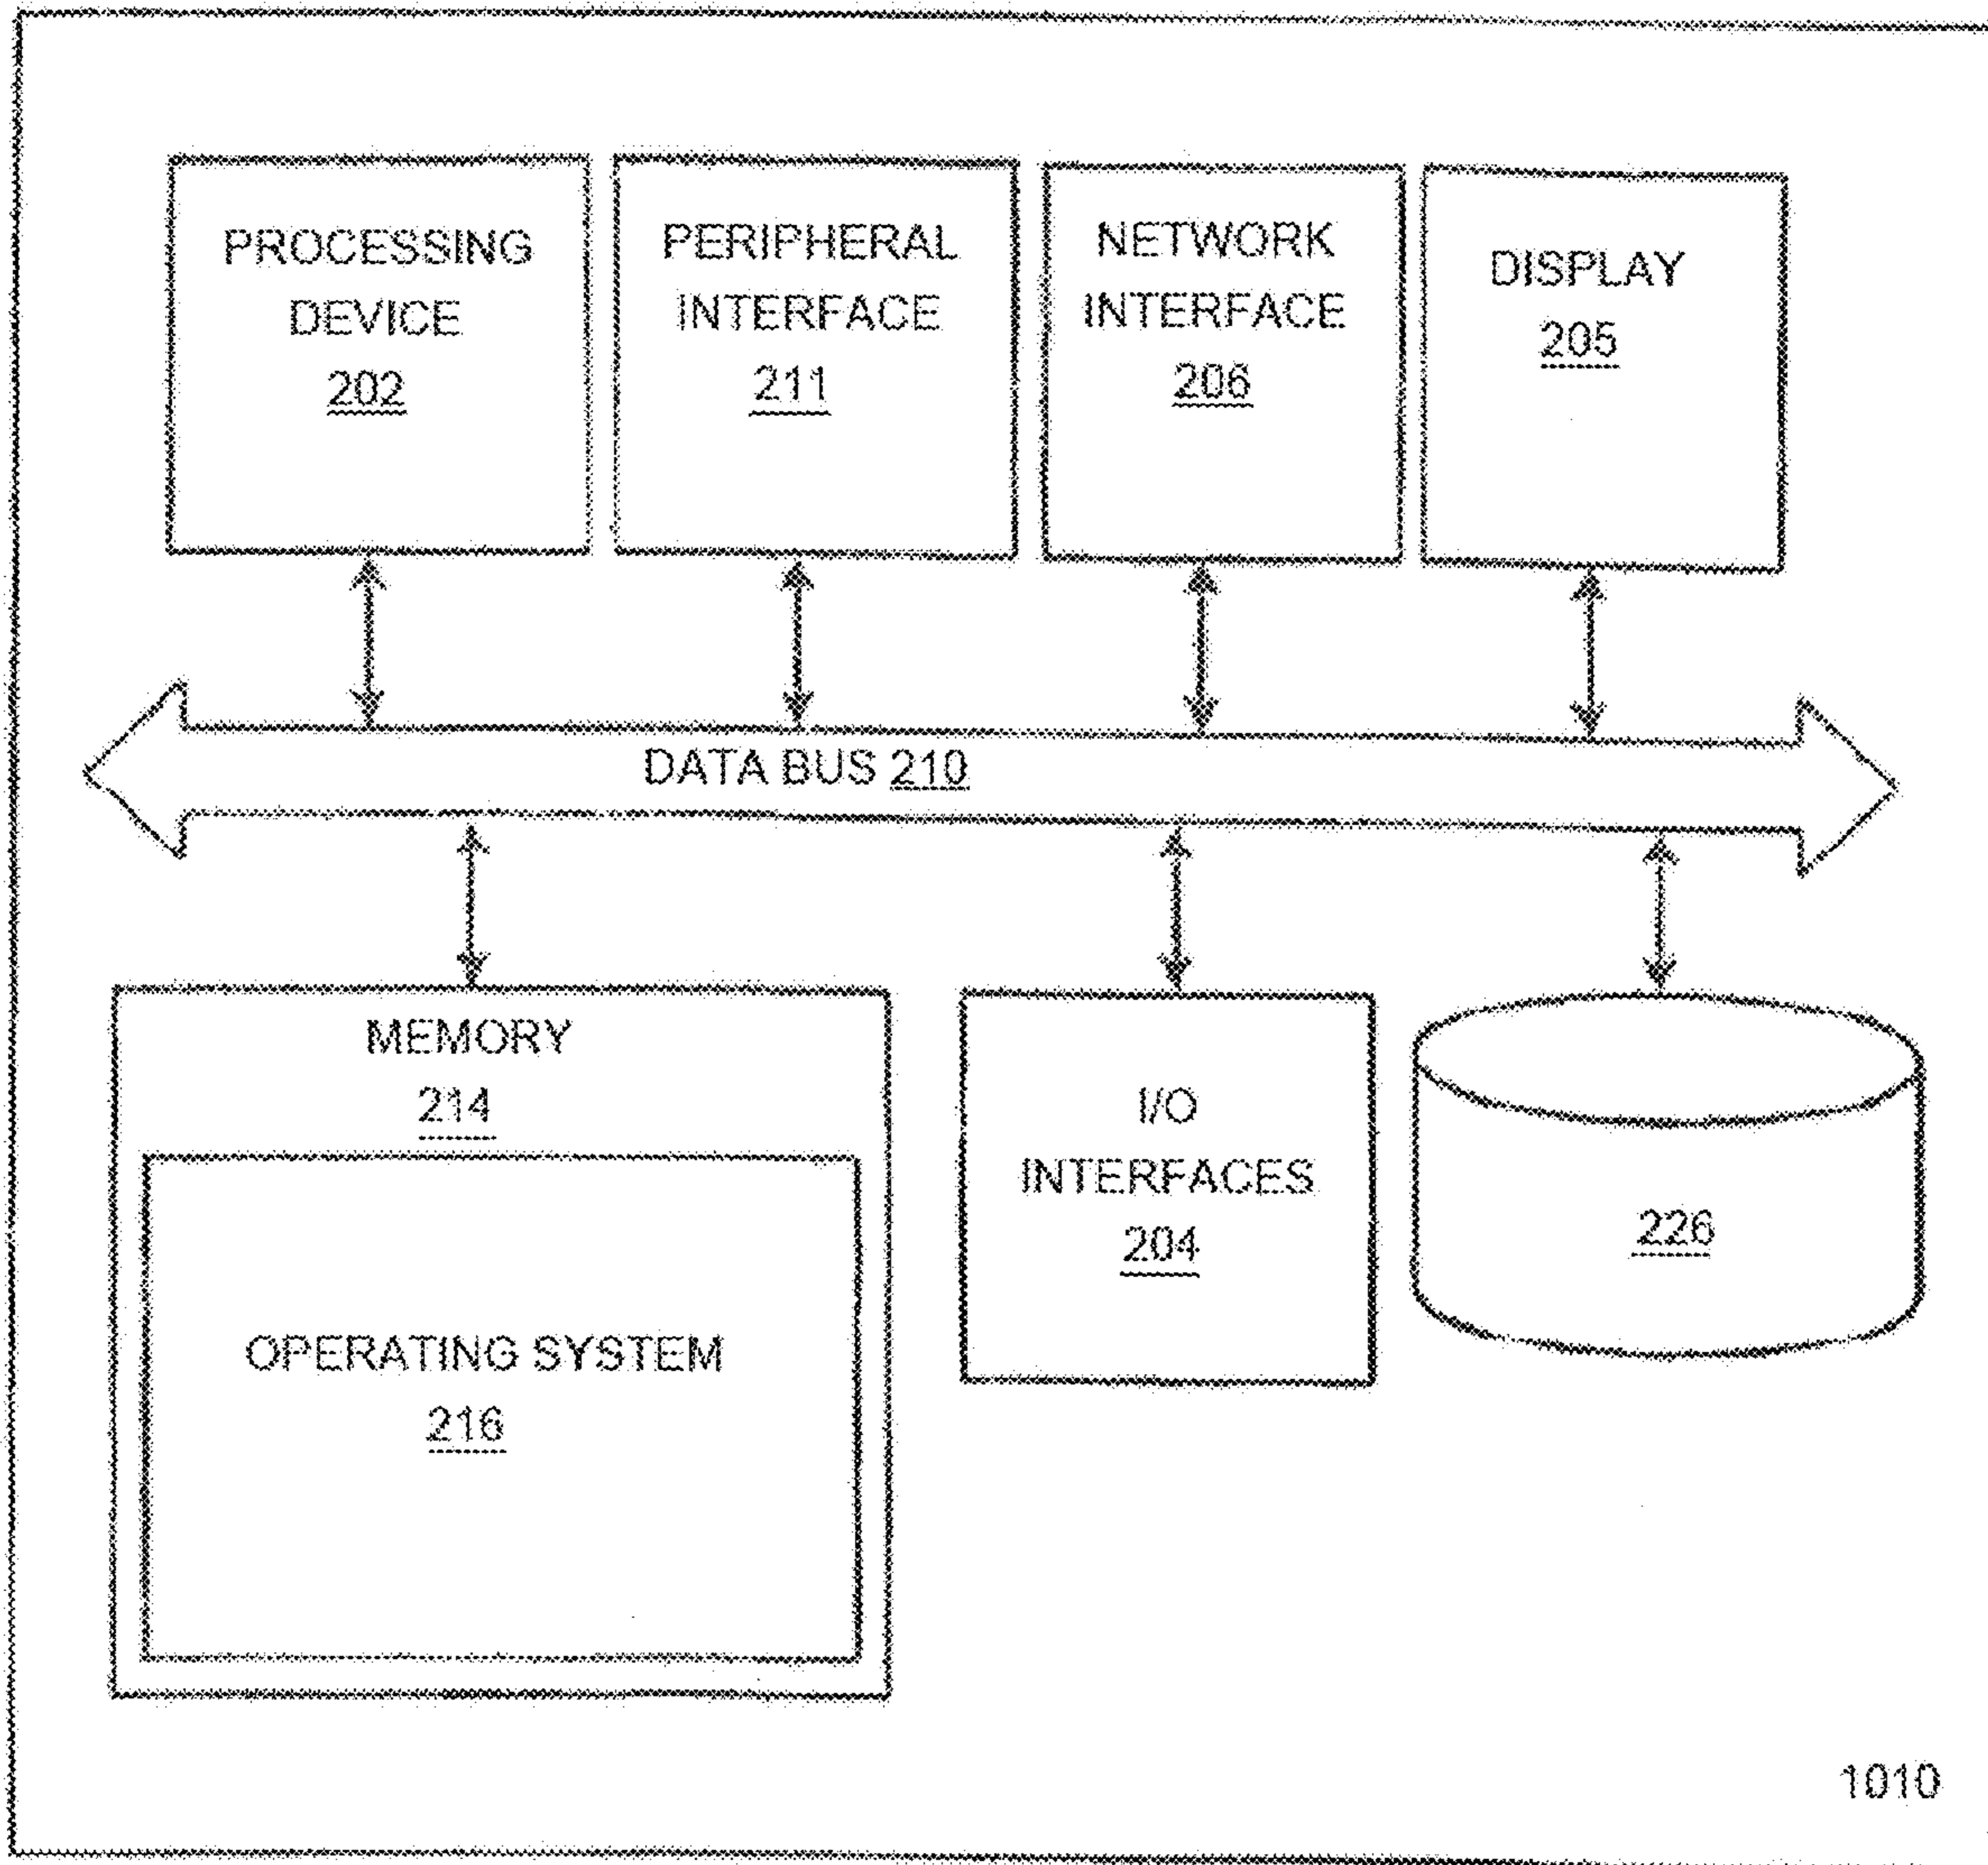 PROCESSING
DEVICE
202
PERIPHERAL
INTERFACE
211
NETWORK
INTERFACE
206
DISPLAY
205
DATA BUS 210
MEMORY
214
OPERATING SYSTEM
216
I/O
INTERFACES
204
226
1010